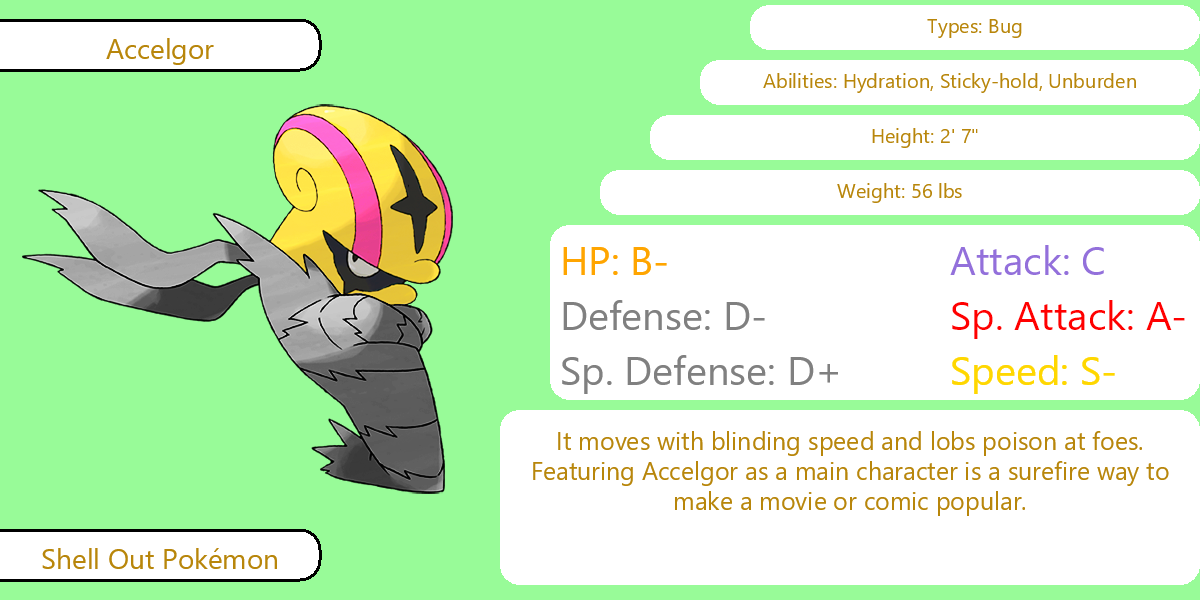 Accelgor
Types: Bug
Abilities: Hydration, Sticky-hold, Unburden
Height: 2' 7"
Weight: 56 lbs
HP: B- Attack: C
Defense: D- Sp. Attack: A-
Sp. Defense: D+ Speed: S-
It moves with blinding speed and lobs poison at foes.
Featuring Accelgor as a main character is a surefire way to
make a movie or comic popular.
Shell Out Pokémon